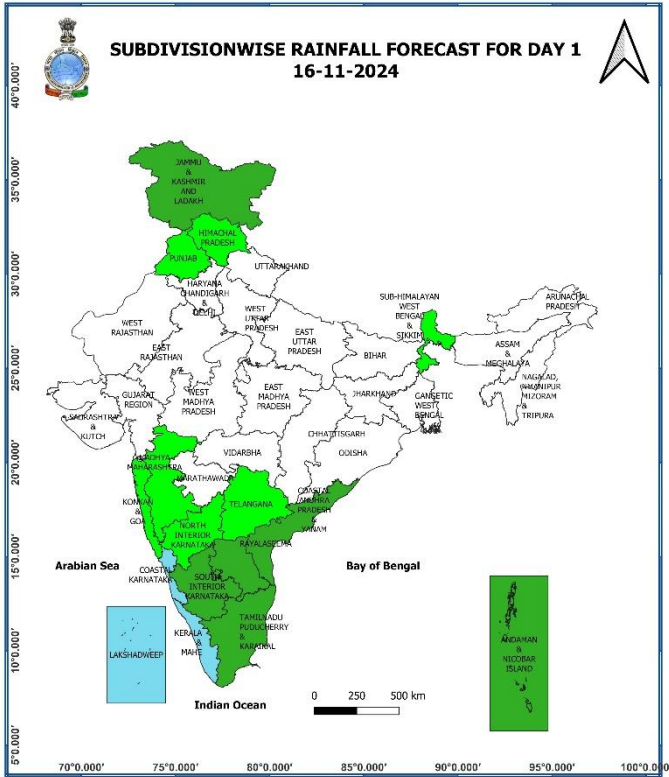 SUBDIVISIONWISE RAINFALL FORECAST FOR DAY 1
16-11-2024
40°0.000'
35°0.000'
30°0.000'
25°0.000'
20°0.000'
15°0.000'
10°0.000'
5°0.000'
JAMMU
&
KASHMIR
AND
LADAKH
HIMACHAL
PRADESH
PUNJAB
UTTARAKHAND
HARYANA
CHANDIGARH
&
DELHI
WEST
RAJASTHAN
EAST
RAJASTHAN
WEST
UTTAR
PRADESH
EAST
UTTAR
PRADESH
SUB-HIMALAYAN
WEST
BENGAL
&
SIKKIM
ARUNACHAL
PRADESH
ASSAM
&
MEGHALAYA
BIHAR
NAGALAD,
MANIPUR
MIZORAM
&
TRIPURA
GUJARAT
REGION
WEST
MADHYA
PRADESH
EAST
MADHYA
PRADESH
JHARKHAND
GANGSETIC
WEST
BENGAL
SAURASHTRA
&
KUTCH
CHHATTISGARH
ODISHA
VIDARBHA
MADHYA
MAHARASHTRA
MARATHAWADA
KONKAN
&
GOA
TELANGANA
COASTAL
ANDHRA
PRADESH
&
YANAM
NORTH
INTERIOR
KARNATAKA
RAYALASEEMA
Arabian Sea
Bay of Bengal
COASTAL
KARNATAKA
SOUTH
INTERIOR
KARNATAKA
TAMILNADU
PUDUCHERRY
&
KARAIKAL
KERALA
&
MAHE
LAKSHADWEEP
ANDAMAN
&
NICOBAR
ISLAND
Indian Ocean
0 250 500 km
70°0.000' 75°0.000' 80°0.000' 85°0.000' 90°0.000' 95°0.000' 100°0.000'